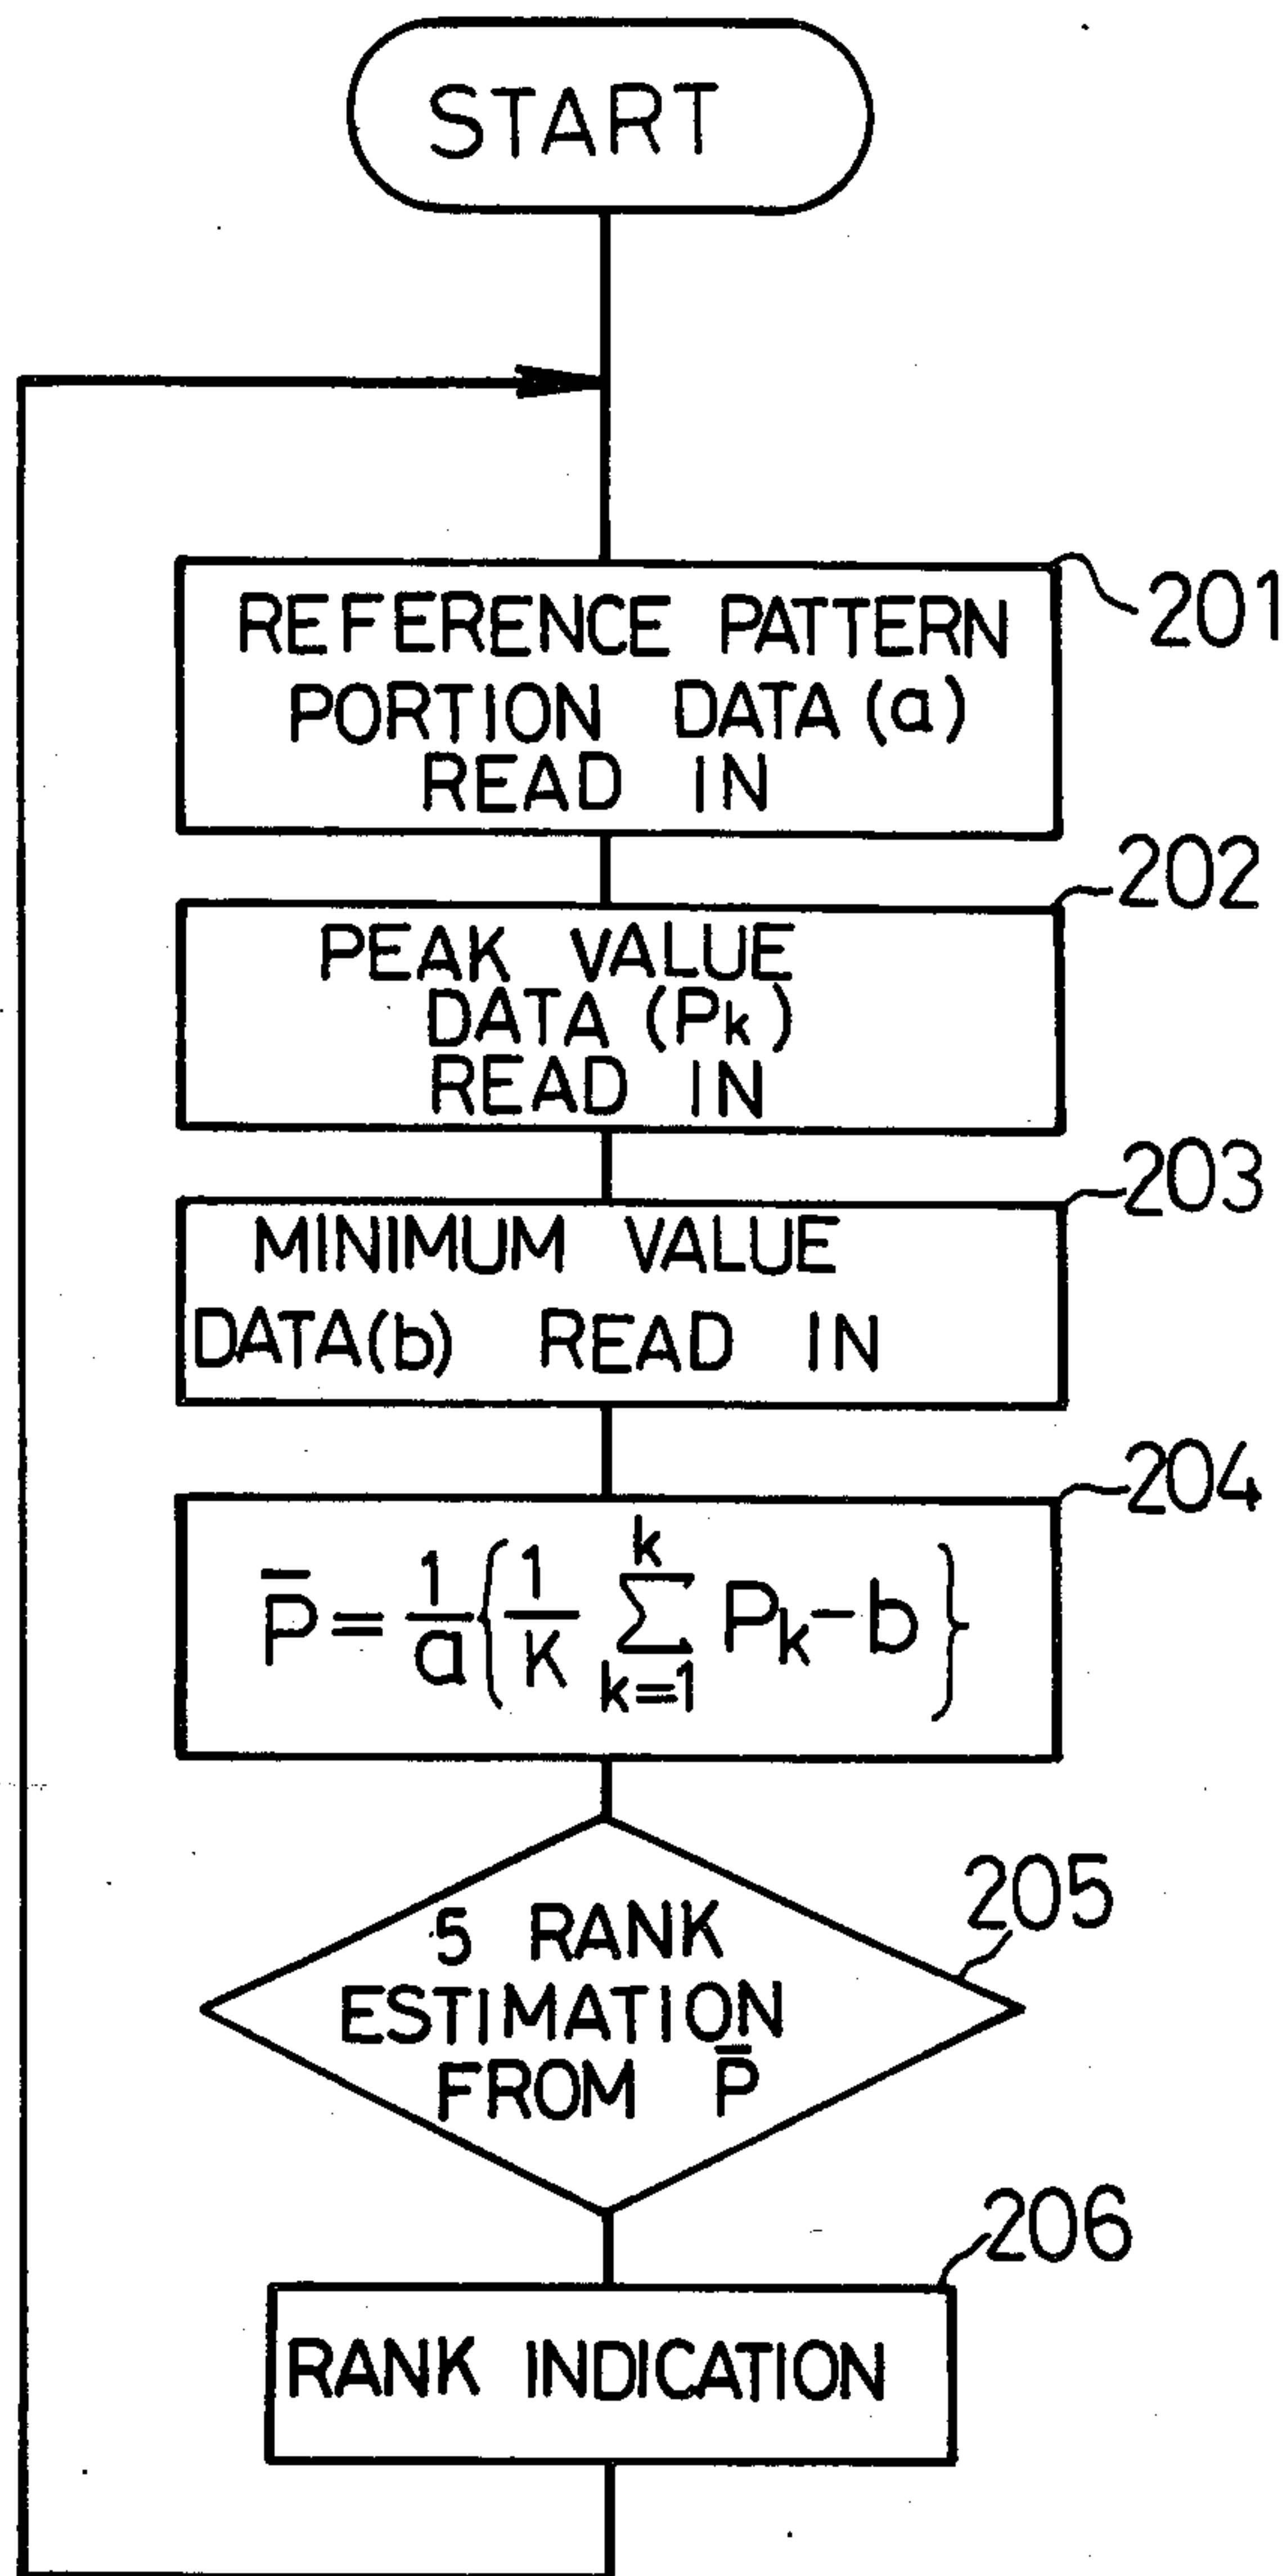 START
REFERENCE PATTERN
PORTION DATA (a)
READ IN
201
PEAK VALUE
DATA (Pk)
READ IN
202
MINIMUM VALUE
DATA(b) READ IN
203
P̄ = 1/a { 1/K ∑ k=1 k Pk - b }
204
5 RANK
ESTIMATION
FROM P̄
205
RANK INDICATION
206